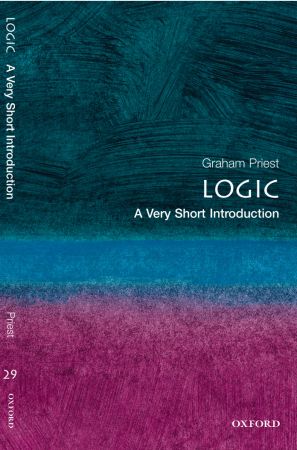 LOGIC A Very Short Introduction
Priest
29
OXFORD
Graham Priest
LOGIC
A Very Short Introduction
OXFORD